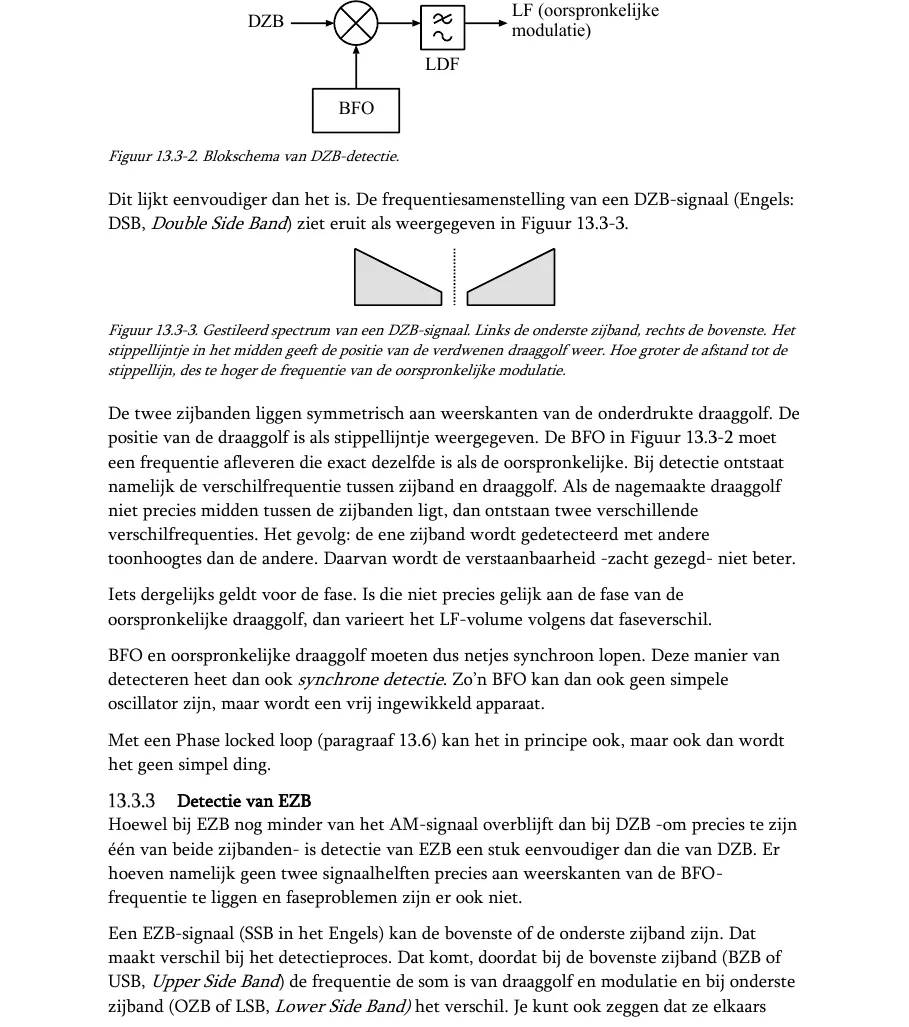 DZB
LF (oorspronkelijke
modulatie)
LDF
BFO
Figuur 13.3-2. Blokschema van DZB-detectie.
Dit lijkt eenvoudiger dan het is. De frequentiesamenstelling van een DZB-signaal (Engels:
DSB, Double Side Band) ziet eruit als weergegeven in Figuur 13.3-3.
Figuur 13.3-3. Gestileerd spectrum van een DZB-signaal. Links de onderste zijband, rechts de bovenste. Het
stippellijntje in het midden geeft de positie van de verdwenen draaggolf weer. Hoe groter de afstand tot de
stippellijn, des te hoger de frequentie van de oorspronkelijke modulatie.
De twee zijbanden liggen symmetrisch aan weerskanten van de onderdrukte draaggolf. De
positie van de draaggolf is als stippellijntje weergegeven. De BFO in Figuur 13.3-2 moet
een frequentie afleveren die exact dezelfde is als de oorspronkelijke. Bij detectie ontstaat
namelijk de verschilfrequentie tussen zijband en draaggolf. Als de nagemaakte draaggolf
niet precies midden tussen de zijbanden ligt, dan ontstaan twee verschillende
verschilfrequenties. Het gevolg: de ene zijband wordt gedetecteerd met andere
toonhoogtes dan de andere. Daarvan wordt de verstaanbaarheid -zacht gezegd- niet beter.
Iets dergelijks geldt voor de fase. Is die niet precies gelijk aan de fase van de
oorspronkelijke draaggolf, dan varieert het LF-volume volgens dat faseverschil.
BFO en oorspronkelijke draaggolf moeten dus netjes synchroon lopen. Deze manier van
detecteren heet dan ook synchrone detectie. Zo'n BFO kan dan ook geen simpele
oscillator zijn, maar wordt een vrij ingewikkeld apparaat.
Met een Phase locked loop (paragraaf 13.6) kan het in principe ook, maar ook dan wordt
het geen simpel ding.
13.3.3 Detectie van EZB
Hoewel bij EZB nog minder van het AM-signaal overblijft dan bij DZB -om precies te zijn
één van beide zijbanden- is detectie van EZB een stuk eenvoudiger dan die van DZB. Er
hoeven namelijk geen twee signaalhelften precies aan weerskanten van de BFO-
frequentie te liggen en faseproblemen zijn er ook niet.
Een EZB-signaal (SSB in het Engels) kan de bovenste of de onderste zijband zijn. Dat
maakt verschil bij het detectieproces. Dat komt, doordat bij de bovenste zijband (BZB of
USB, Upper Side Band) de frequentie de som is van draaggolf en modulatie en bij onderste
zijband (OZB of LSB, Lower Side Band) het verschil. Je kunt ook zeggen dat ze elkaars